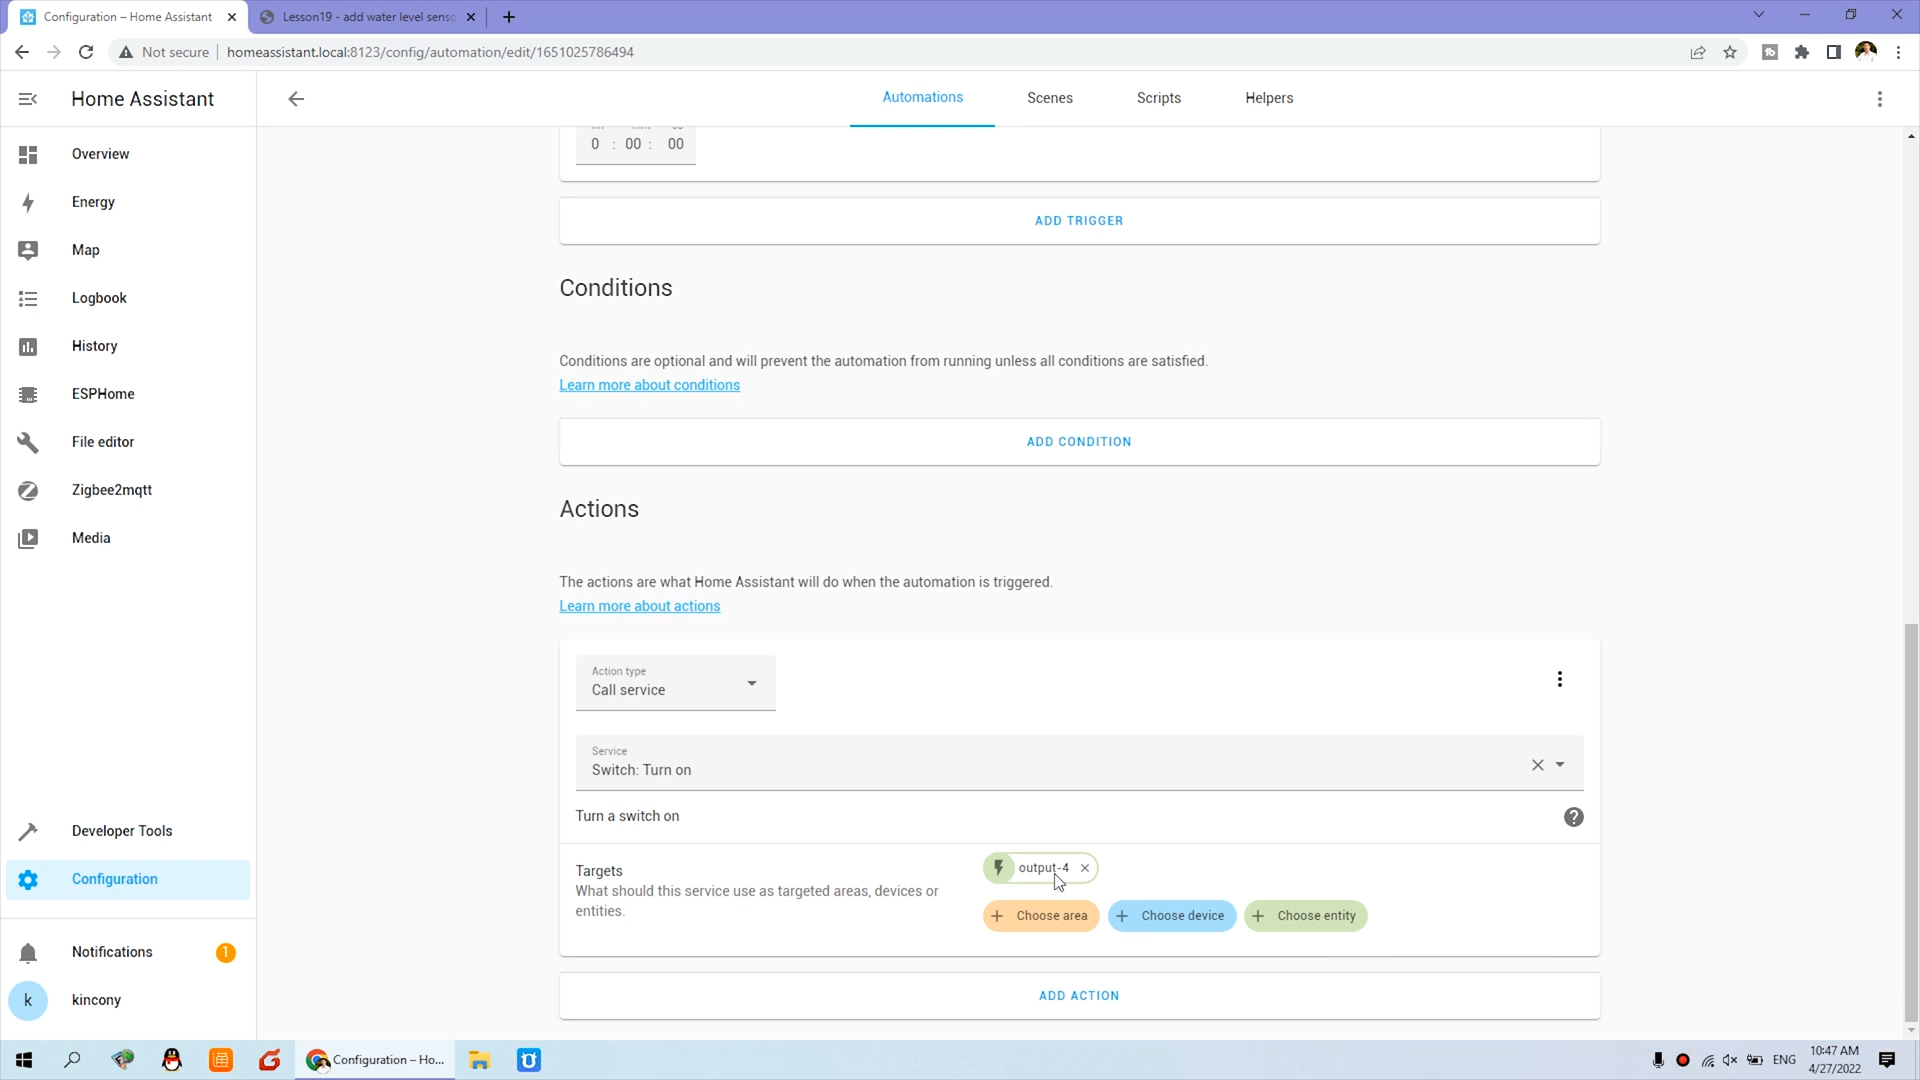 Configuration – Home Assistant
Lesson19 - add water level senso
Not secure
homeassistant.local:8123/config/automation/edit/1651025786494
Home Assistant
Automations
Scenes
Scripts
Helpers
Overview
Energy
Map
Logbook
History
ESPHome
File editor
Zigbee2mqtt
Media
Developer Tools
Configuration
Notifications
1
k
kincony
0 : 00 : 00
ADD TRIGGER
Conditions
Conditions are optional and will prevent the automation from running unless all conditions are satisfied.
Learn more about conditions
ADD CONDITION
Actions
The actions are what Home Assistant will do when the automation is triggered.
Learn more about actions
Action type
Call service
Service
Switch: Turn on
Turn a switch on
Targets
What should this service use as targeted areas, devices or
entities.
output-4
Choose area
Choose device
Choose entity
ADD ACTION
Configuration – Ho...
ENG
10:47 AM
4/27/2022